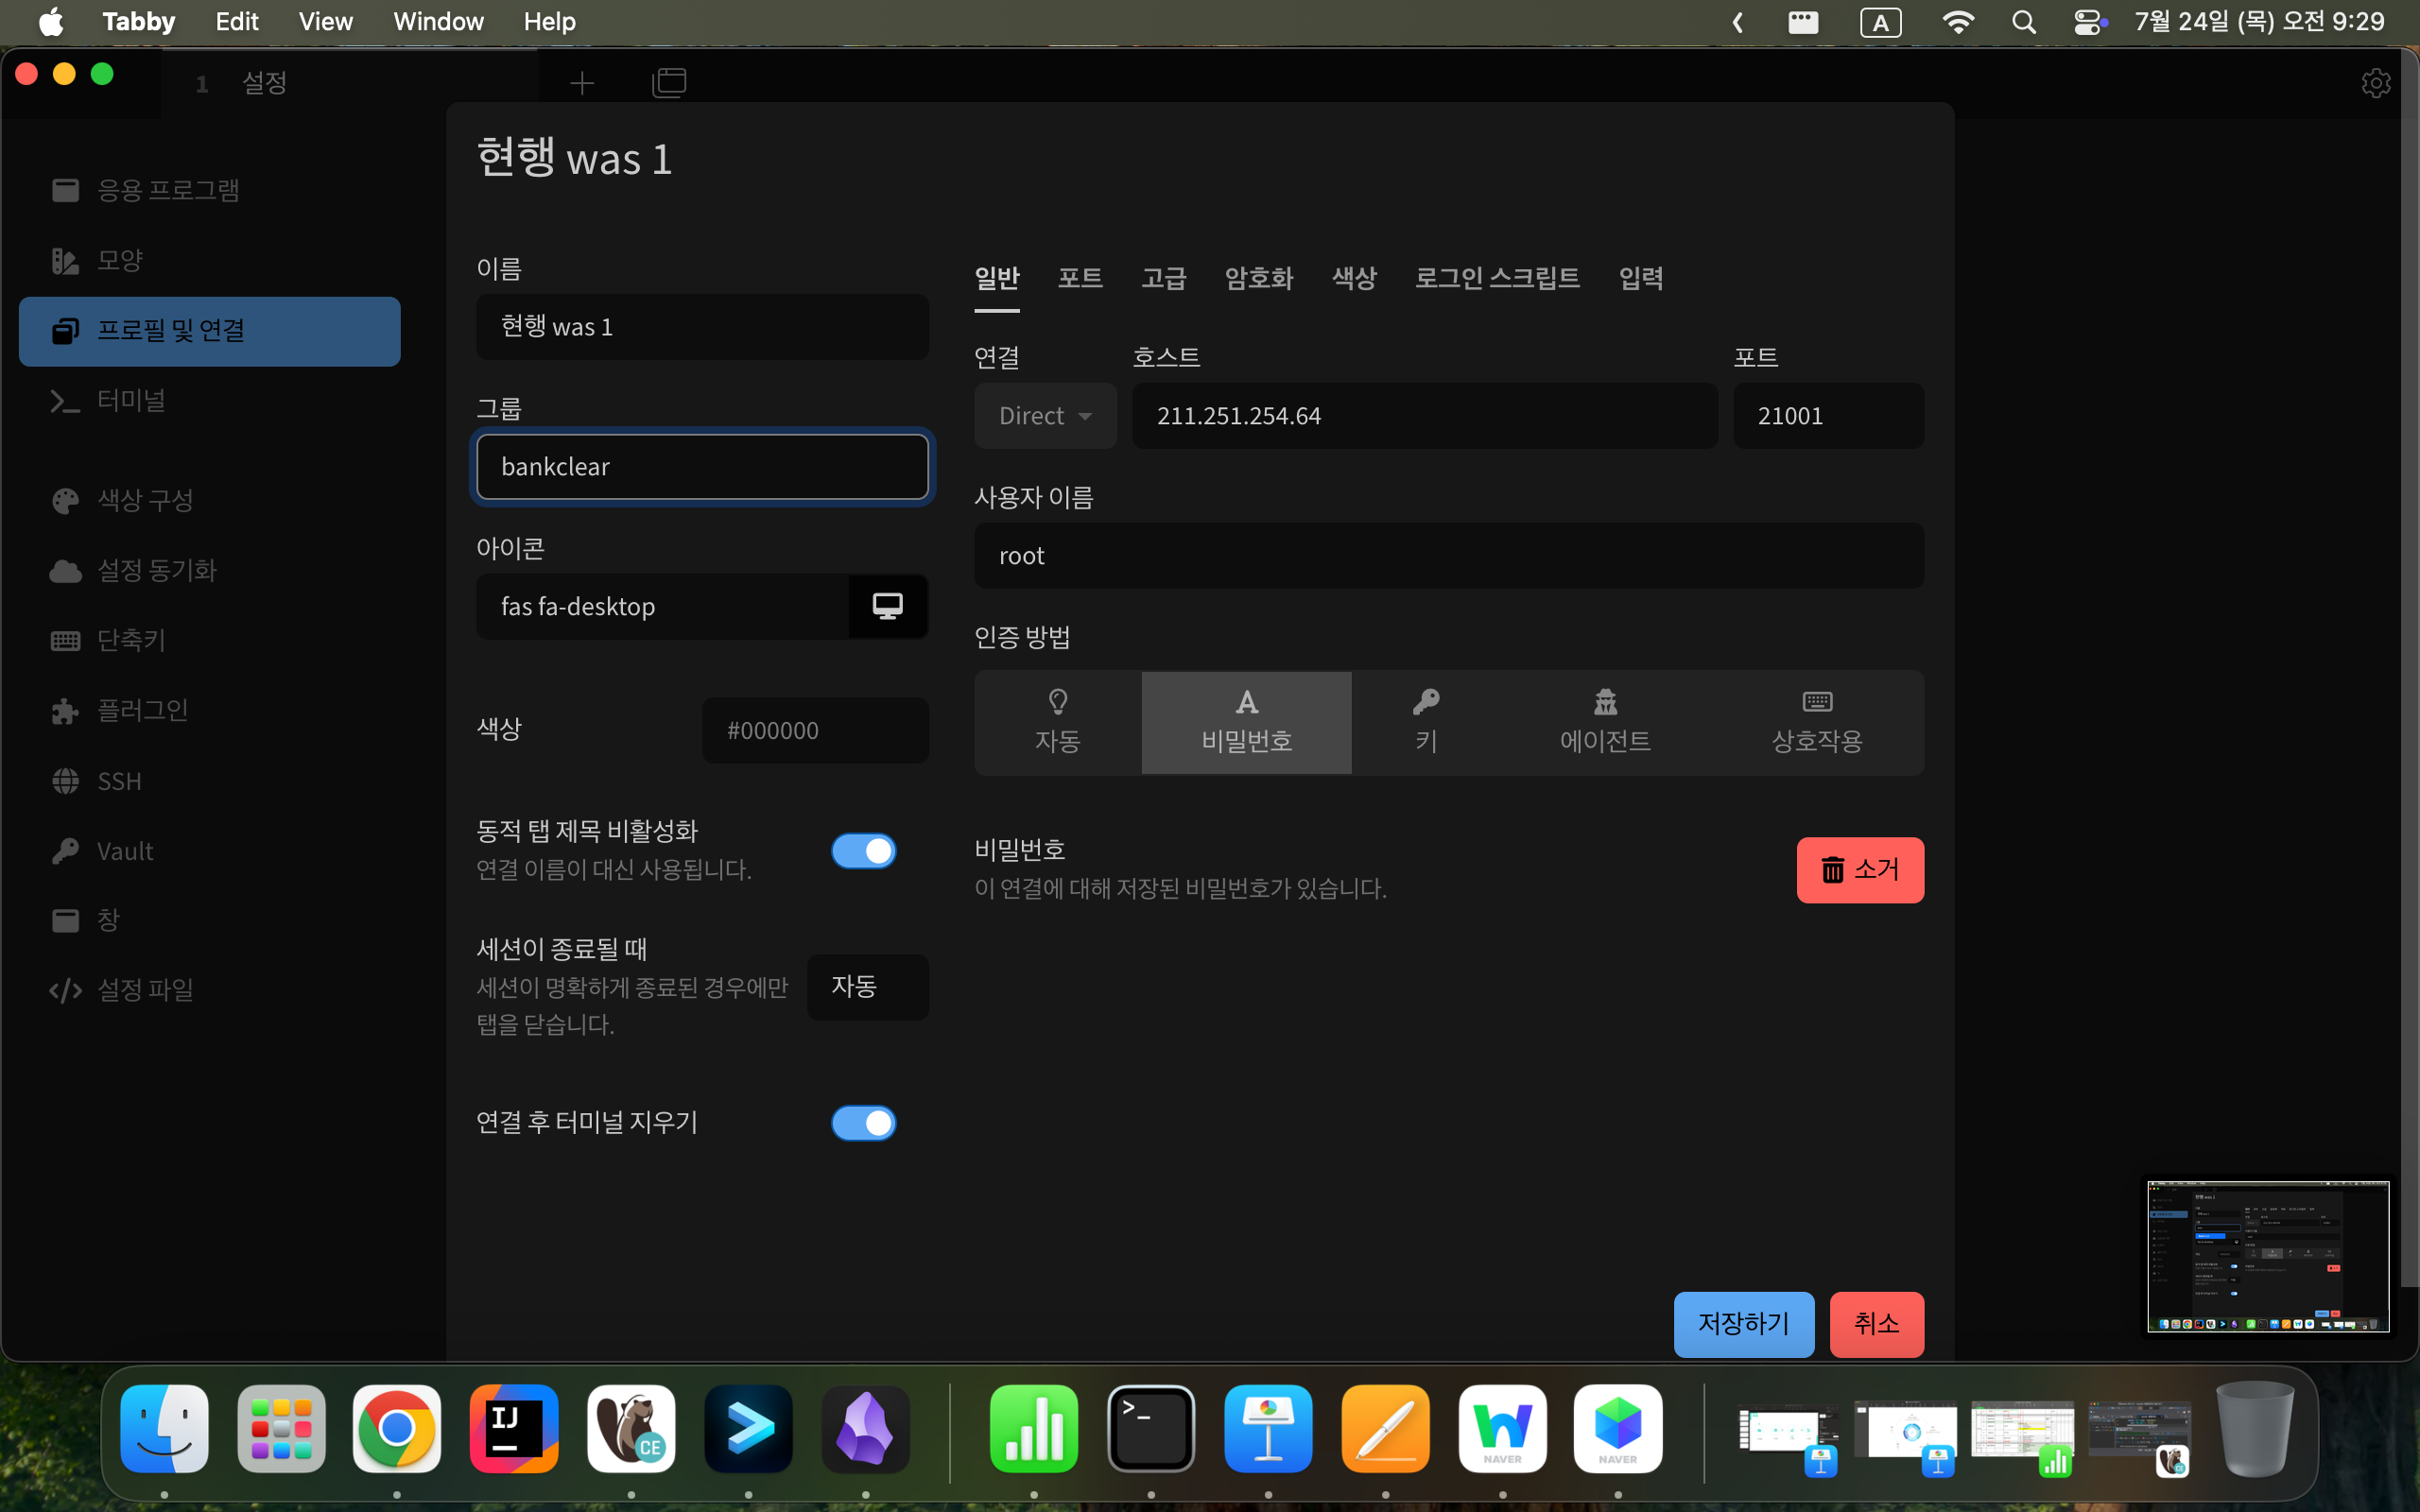 Tabby Edit View Window Help
A 7월 24일 (목) 오전 9:29
1 설정
응용 프로그램
모양
프로필 및 연결
터미널
색상 구성
설정 동기화
단축키
플러그인
SSH
Vault
창
설정 파일
현행 was 1
이름
현행 was 1
그룹
bankclear
아이콘
fas fa-desktop
색상 #000000
동적 탭 제목 비활성화
연결 이름이 대신 사용됩니다.
세션이 종료될 때
세션이 명확하게 종료된 경우에만
탭을 닫습니다.
자동
연결 후 터미널 지우기
일반 포트 고급 암호화 색상 로그인 스크립트 입력
연결 호스트 포트
Direct 211.251.254.64 21001
사용자 이름
root
인증 방법
자동 비밀번호 키 에이전트 상호작용
비밀번호
이 연결에 대해 저장된 비밀번호가 있습니다.
소거
저장하기 취소
IJ
CE
NAVER
NAVER